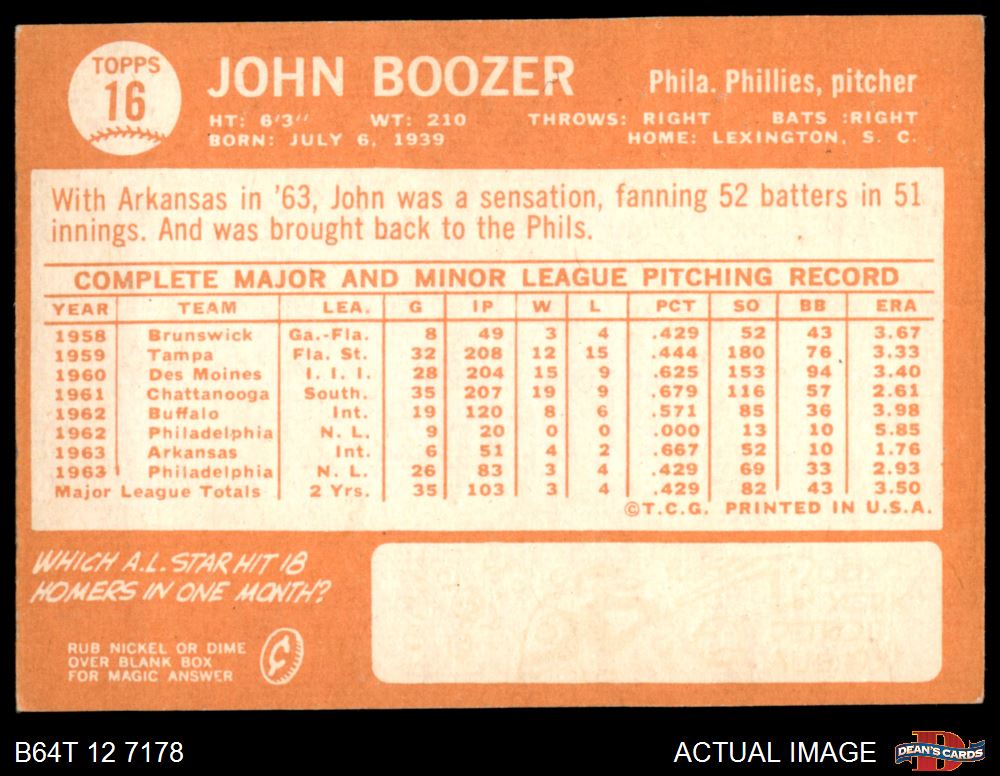 TOPPS
16
JOHN BOOZER
Phila. Phillies, pitcher
HT: 6'3" WT: 210 THROWS: RIGHT BATS :RIGHT
BORN: JULY 6, 1939 HOME: LEXINGTON, S. C.
With Arkansas in '63, John was a sensation, fanning 52 batters in 51
innings. And was brought back to the Phils.
COMPLETE MAJOR AND MINOR LEAGUE PITCHING RECORD
YEAR TEAM LEA. G IP W L PCT SO BB ERA
1958 Brunswick Ga.-Fla. 8 49 3 4 .429 52 43 3.67
1959 Tampa Fla. St. 32 208 12 15 .444 180 76 3.33
1960 Des Moines I. I. I. 28 204 15 9 .625 153 94 3.40
1961 Chattanooga South. 35 207 19 9 .679 116 57 2.61
1962 Buffalo Int. 19 120 8 6 .571 85 36 3.98
1962 Philadelphia N. L. 9 20 0 0 .000 13 10 5.85
1963 Arkansas Int. 6 51 4 2 .667 52 10 1.76
1963 Philadelphia N. L. 26 83 3 4 .429 69 33 2.93
Major League Totals 2 Yrs. 35 103 3 4 .429 82 43 3.50
©T.C.G. PRINTED IN U.S.A.
WHICH A.L. STAR HIT 18
HOMERS IN ONE MONTH?
RUB NICKEL OR DIME
OVER BLANK BOX
FOR MAGIC ANSWER
¢
B64T 12 7178
ACTUAL IMAGE
D
DEAN'S CARDS